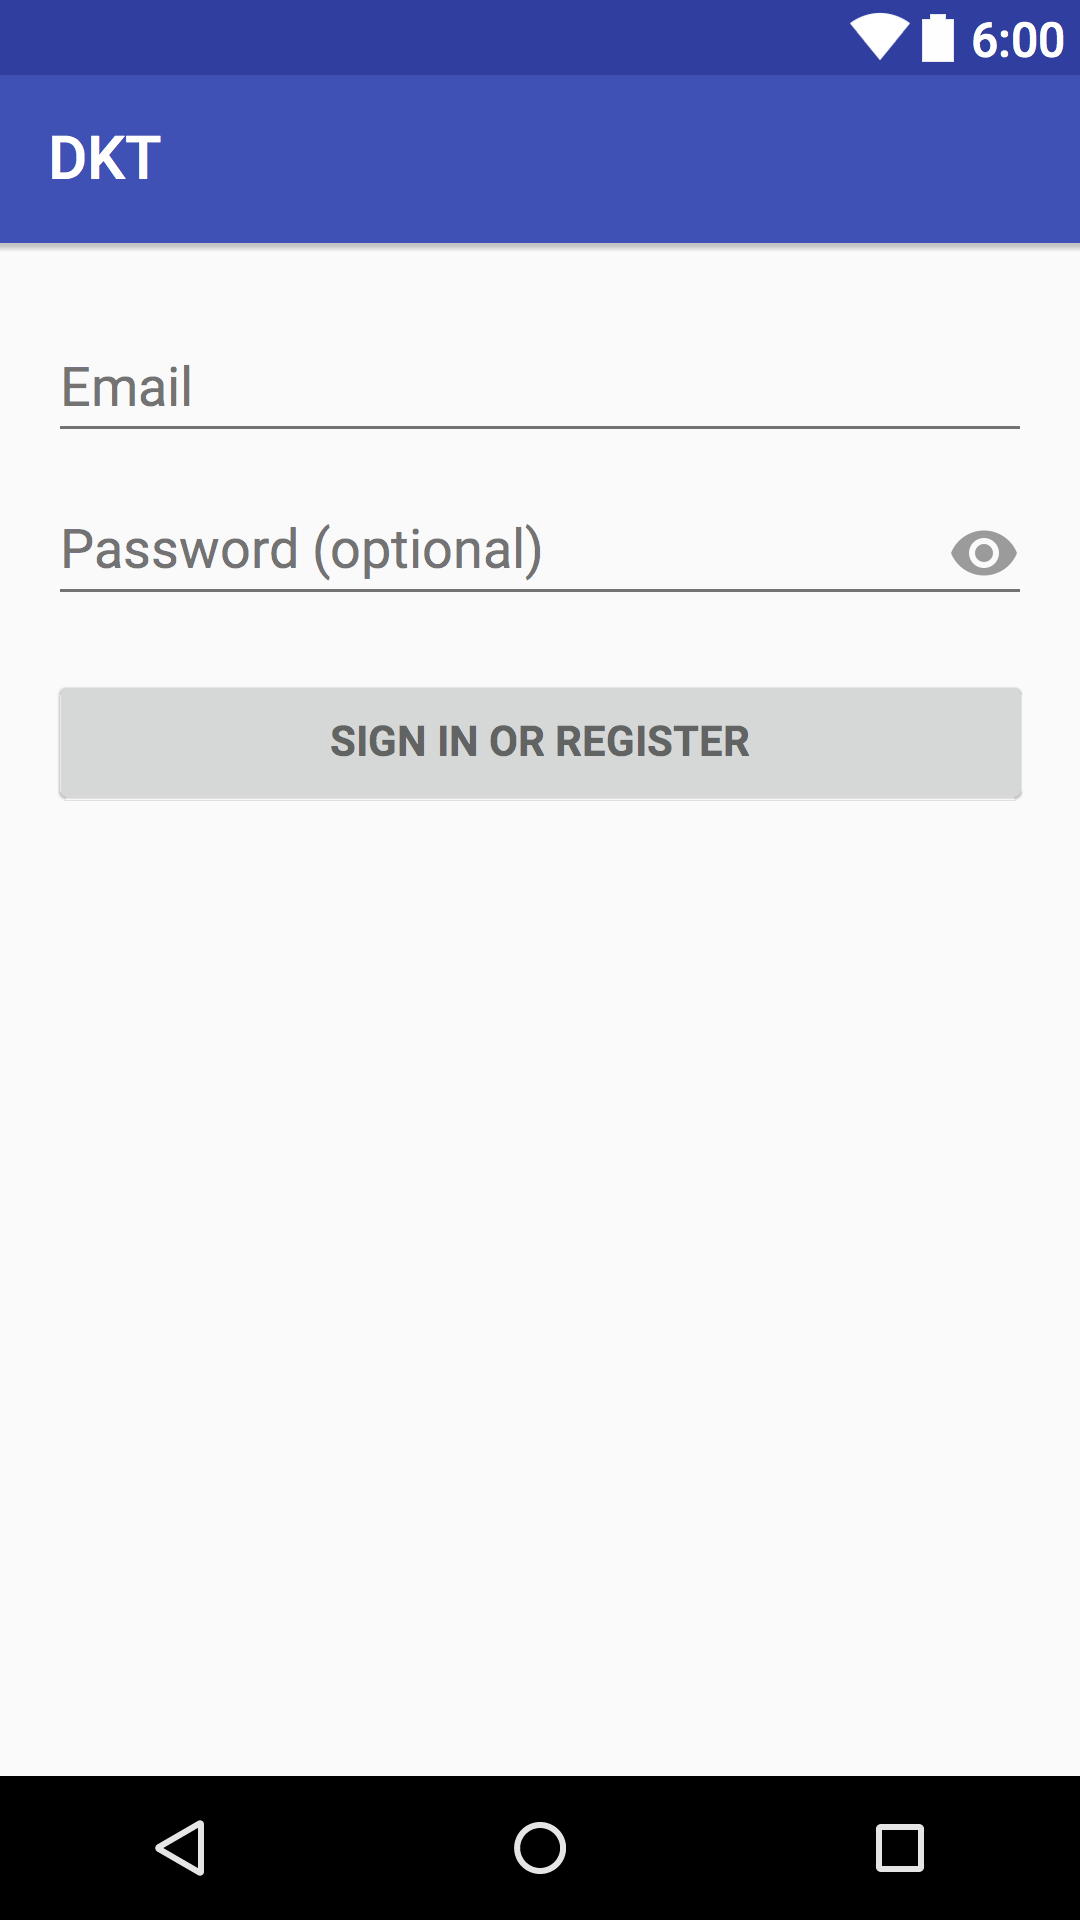 6:00
DKT
Email
Password (optional)
SIGN IN OR REGISTER